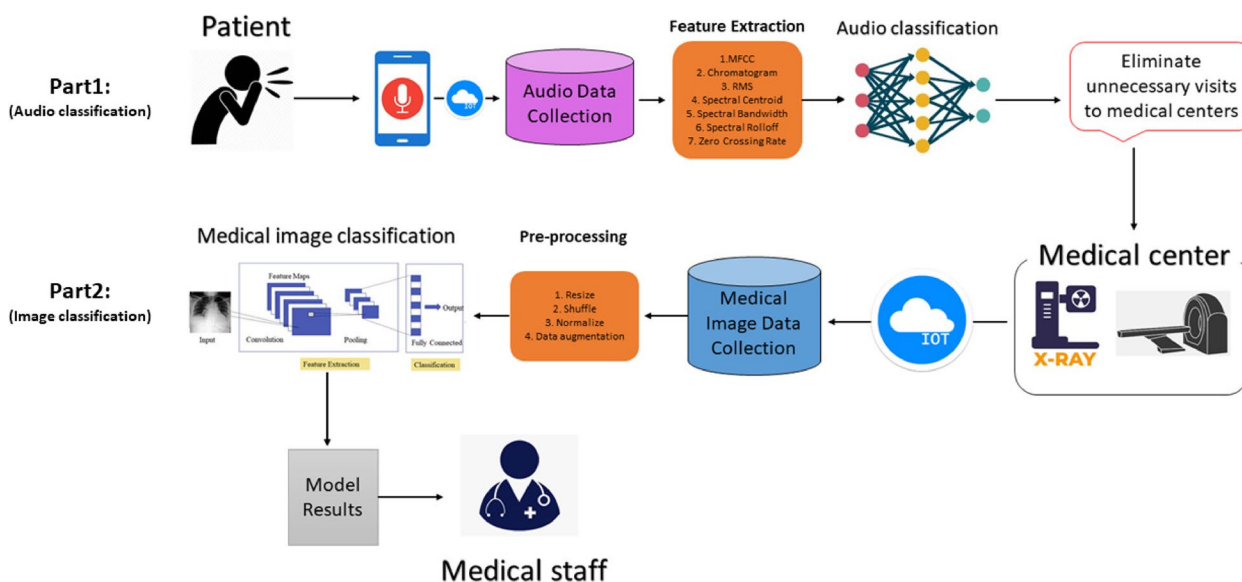 Patient
Part1:
(Audio classification)
IOT
Audio Data
Collection
Feature Extraction
1.MFCC
2. Chromatogram
3. RMS
4. Spectral Centroid
5. Spectral Bandwidth
6. Spectral Rolloff
7. Zero Crossing Rate
Audio classification
Eliminate
unnecessary visits
to medical centers
Part2:
(Image classification)
Medical image classification
Feature Maps
Input
Convolution
Pooling
Output
Fully Connected
Feature Extraction
Classification
Pre-processing
1. Resize
2. Shuffle
3. Normalize
4. Data augmentation
Medical
Image Data
Collection
IOT
Medical center
X-RAY
Model
Results
Medical staff